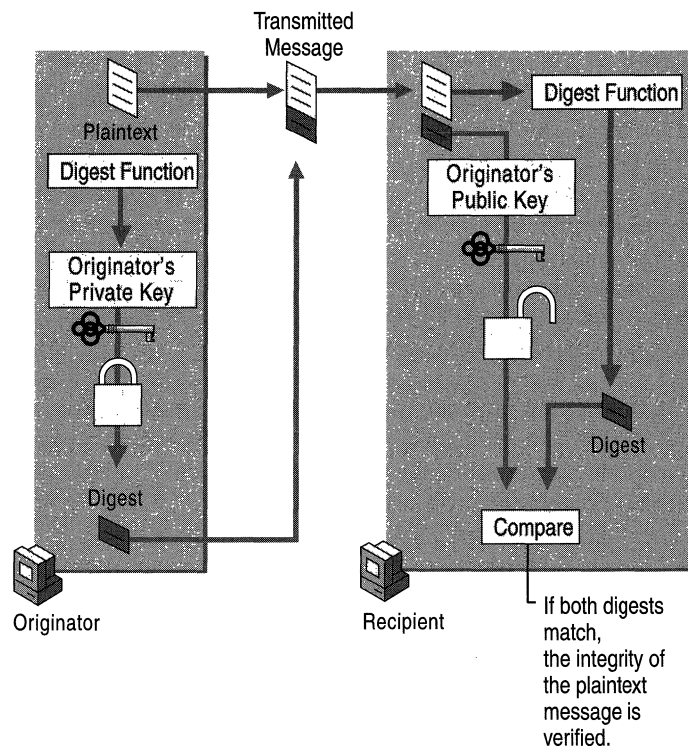 Transmitted
Message
Plaintext
Digest Function
Originator's
Private Key
Digest
Originator
Digest Function
Originator's
Public Key
Digest
Compare
Recipient
If both digests
match,
the integrity of
the plaintext
message is
verified.